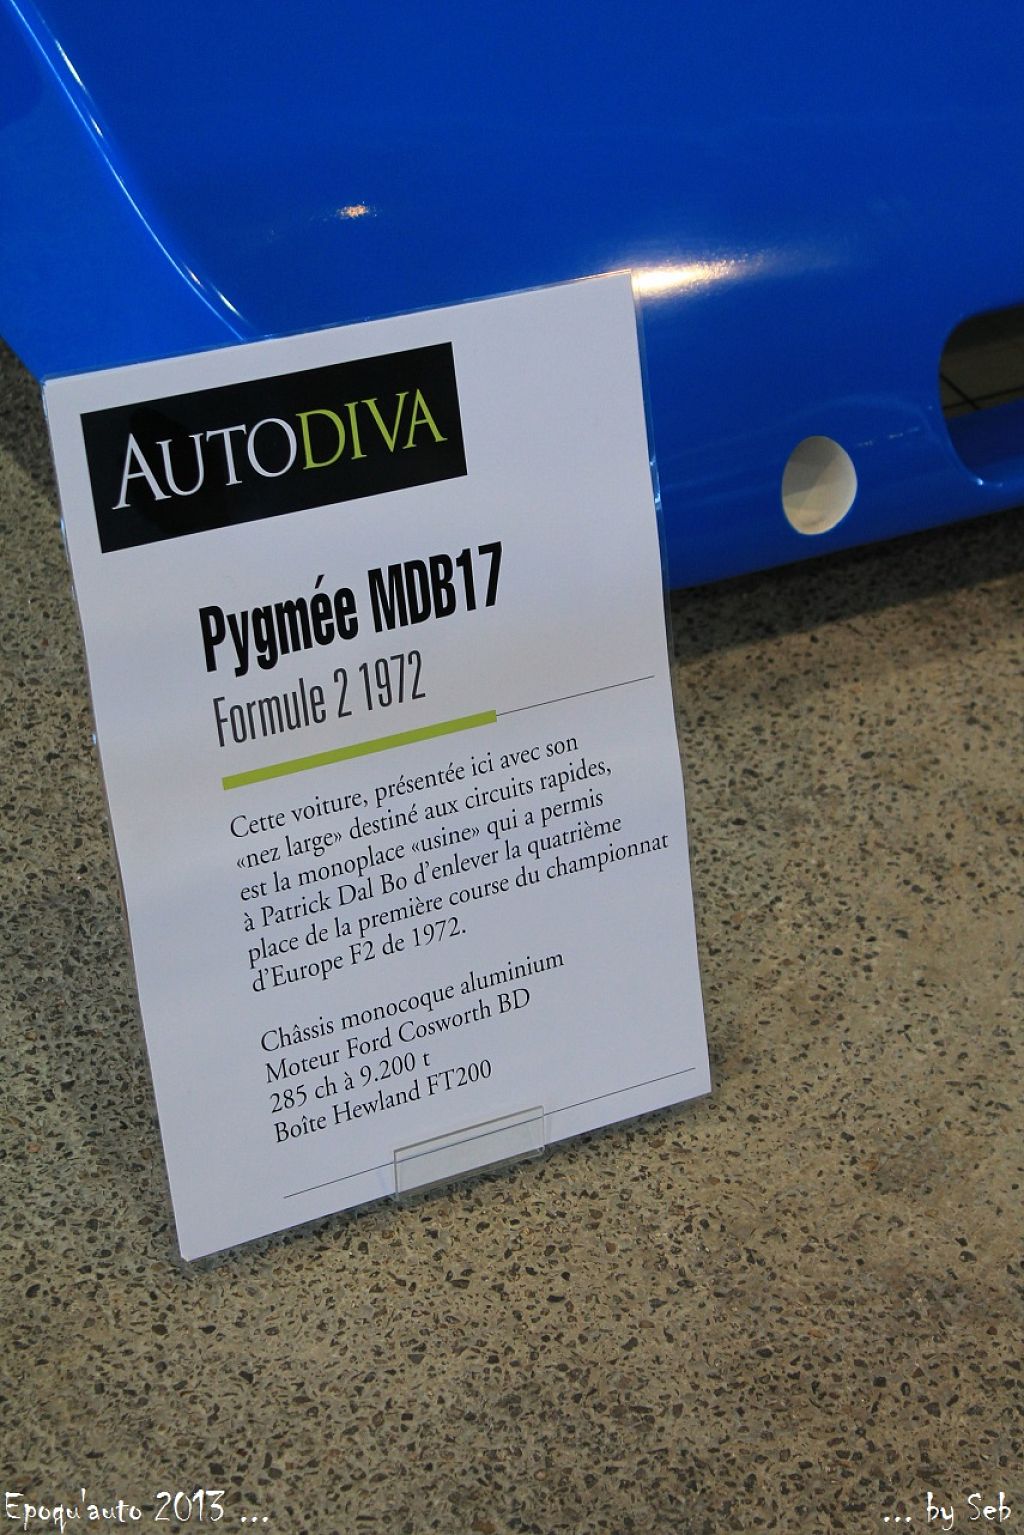 AUTODIVA
Pygmée MDB17
Formule 2 1972
Cette voiture, présentée ici avec son
«nez large» destiné aux circuits rapides,
est la monoplace «usine» qui a permis
à Patrick Dal Bo d'enlever la quatrième
place de la première course du championnat
d'Europe F2 de 1972.
Châssis monocoque aluminium
Moteur Ford Cosworth BD
285 ch à 9.200 t
Boîte Hewland FT200
Epoqu'auto 2013 ...
... by Seb